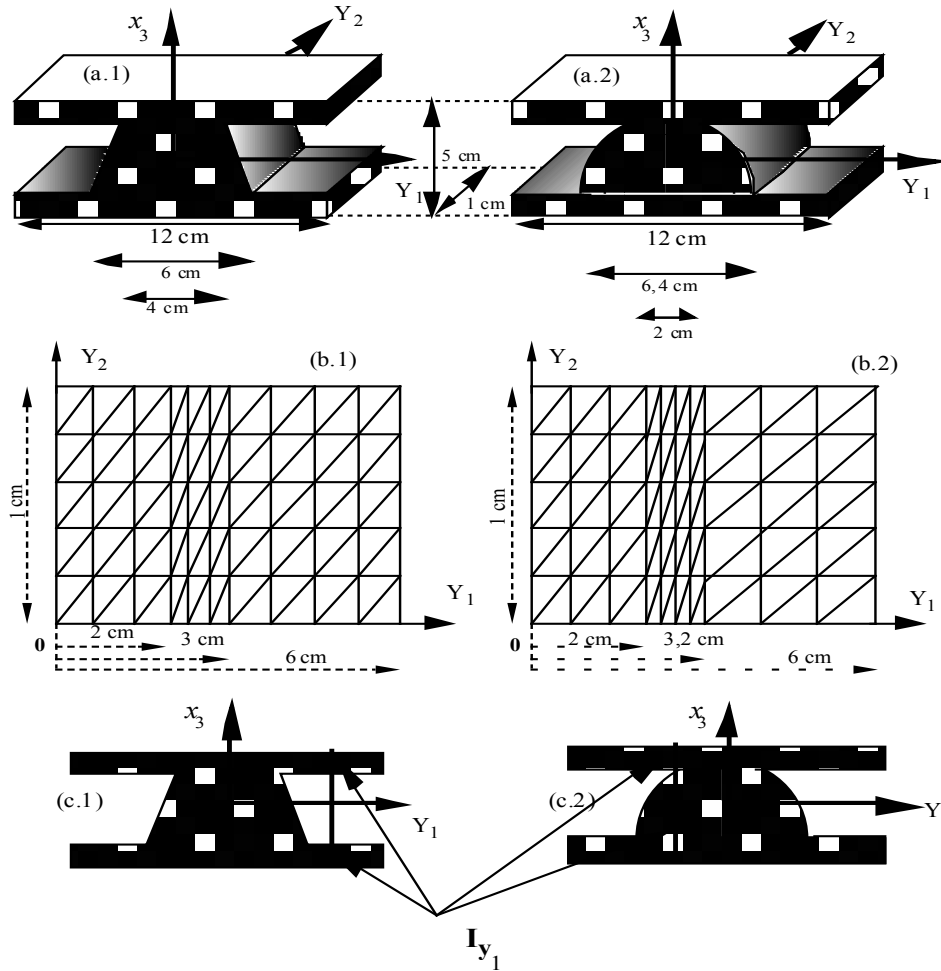 x3
Y2
(a.1)
5 cm
Y1
1 cm
12 cm
6 cm
4 cm
x3
Y2
(a.2)
Y1
12 cm
6,4 cm
2 cm
Y2
(b.1)
1 cm
Y1
0
2 cm
3 cm
6 cm
Y2
(b.2)
1 cm
Y1
0
2 cm
3,2 cm
6 cm
x3
(c.1)
Y1
x3
(c.2)
Y
Iy1